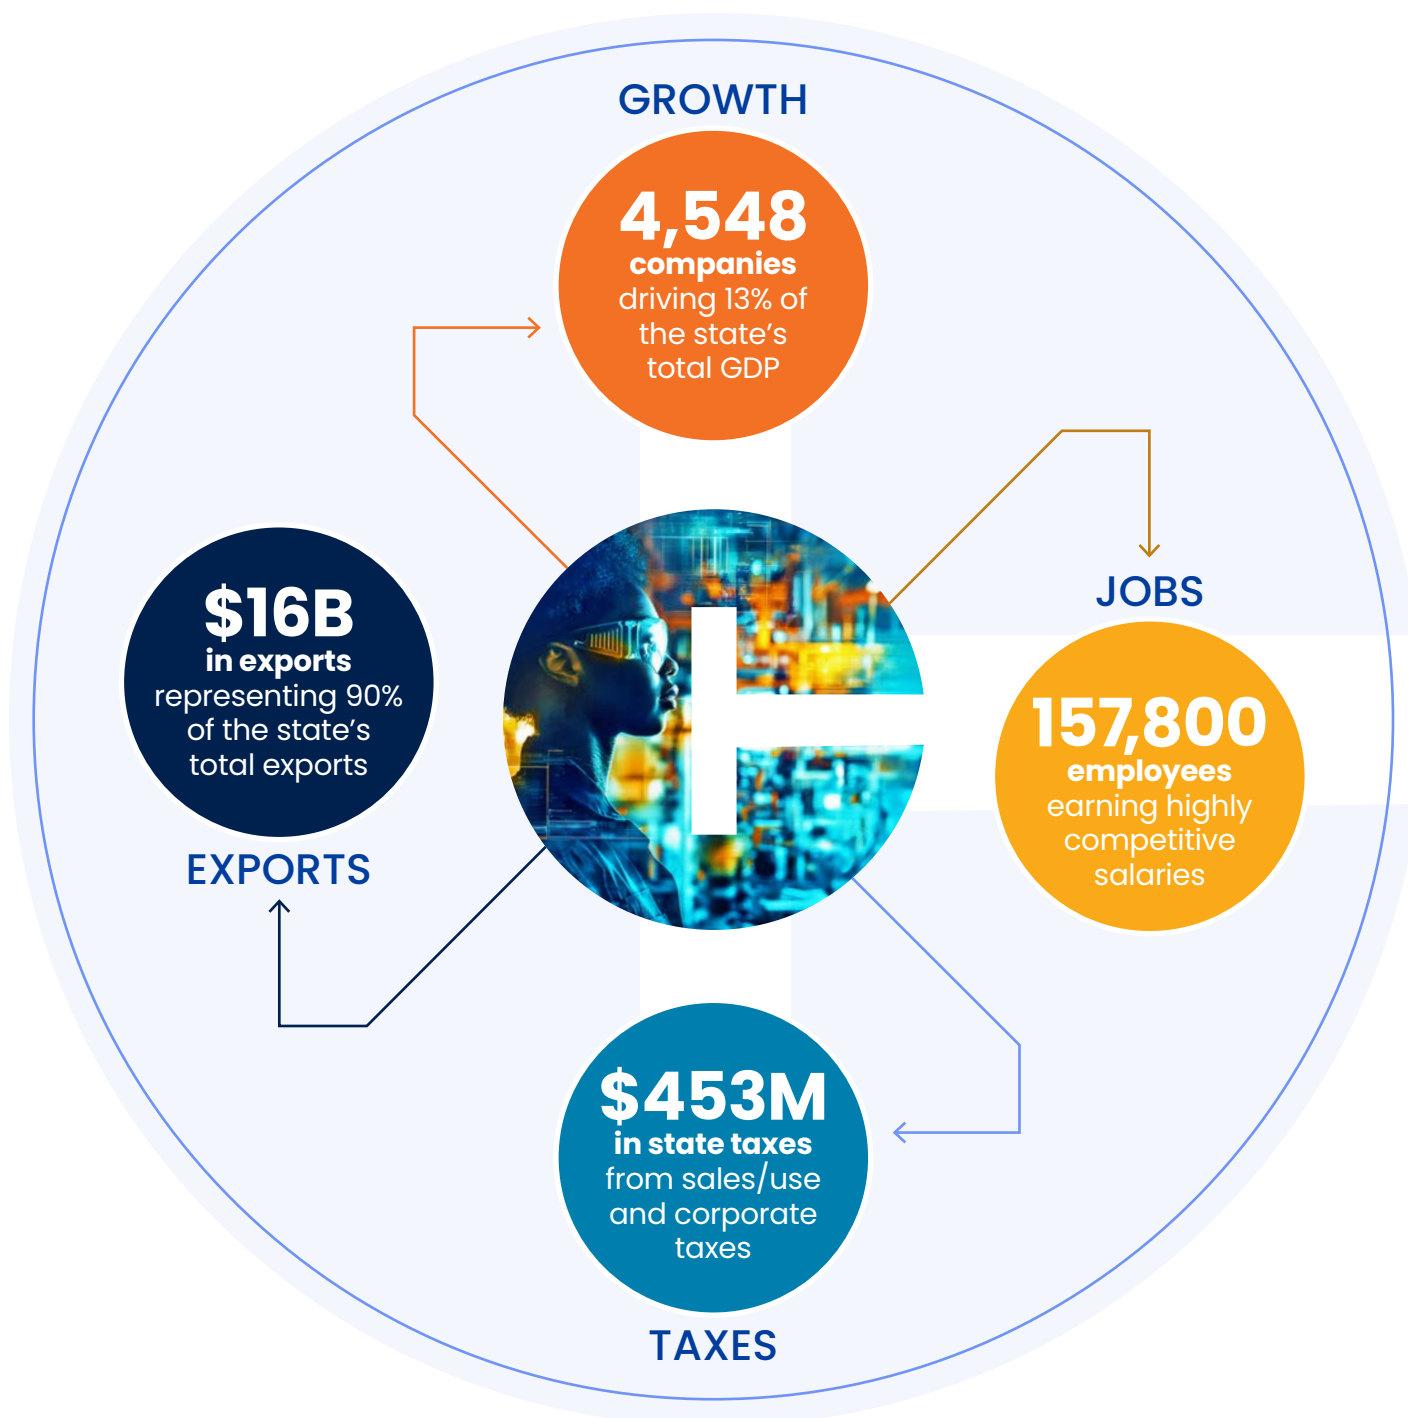 GROWTH
4,548
companies
driving 13% of
the state's
total GDP
$16B
in exports
representing 90%
of the state's
total exports
EXPORTS
JOBS
157,800
employees
earning highly
competitive
salaries
$453M
in state taxes
from sales/use
and corporate
taxes
TAXES